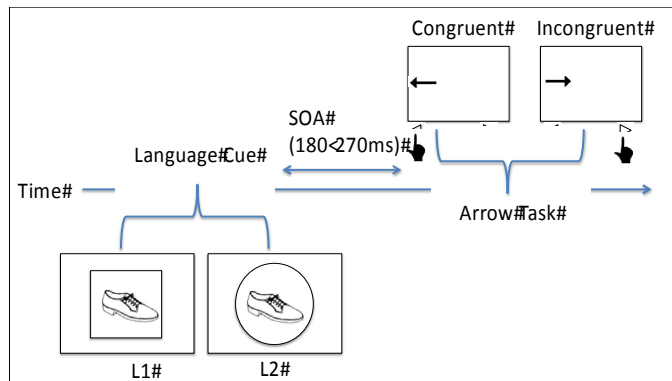 Congruent#
Incongruent#
SOA#
(180<270ms)#
Language#Cue#
Time#
Arrow#Task#
L1#
L2#